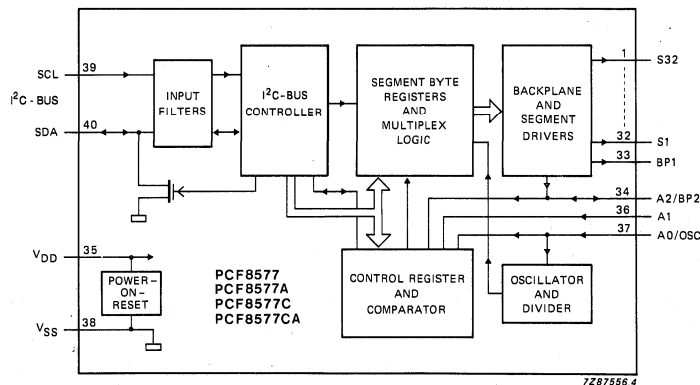 SCL
39
I²C - BUS
SDA
40
INPUT
FILTERS
I²C-BUS
CONTROLLER
SEGMENT BYTE
REGISTERS
AND
MULTIPLEX
LOGIC
BACKPLANE
AND
SEGMENT
DRIVERS
1
S32
32
S1
33
BP1
34
A2/BP2
36
A1
37
A0/OSC
VDD
35
POWER –
ON –
RESET
VSS
38
PCF8577
PCF8577A
PCF8577C
PCF8577CA
CONTROL REGISTER
AND
COMPARATOR
OSCILLATOR
AND
DIVIDER
7Z87556.4